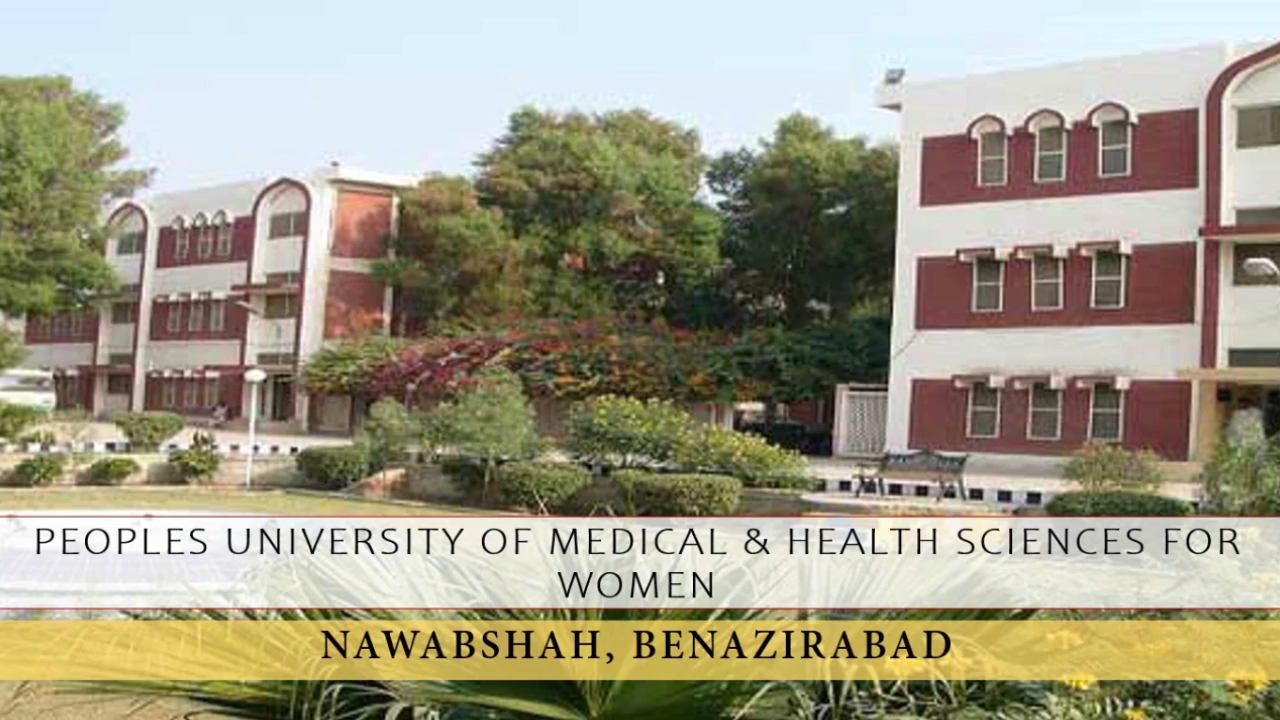 PEOPLES UNIVERSITY OF MEDICAL & HEALTH SCIENCES FOR
WOMEN
NAWABSHAH, BENAZIRABAD